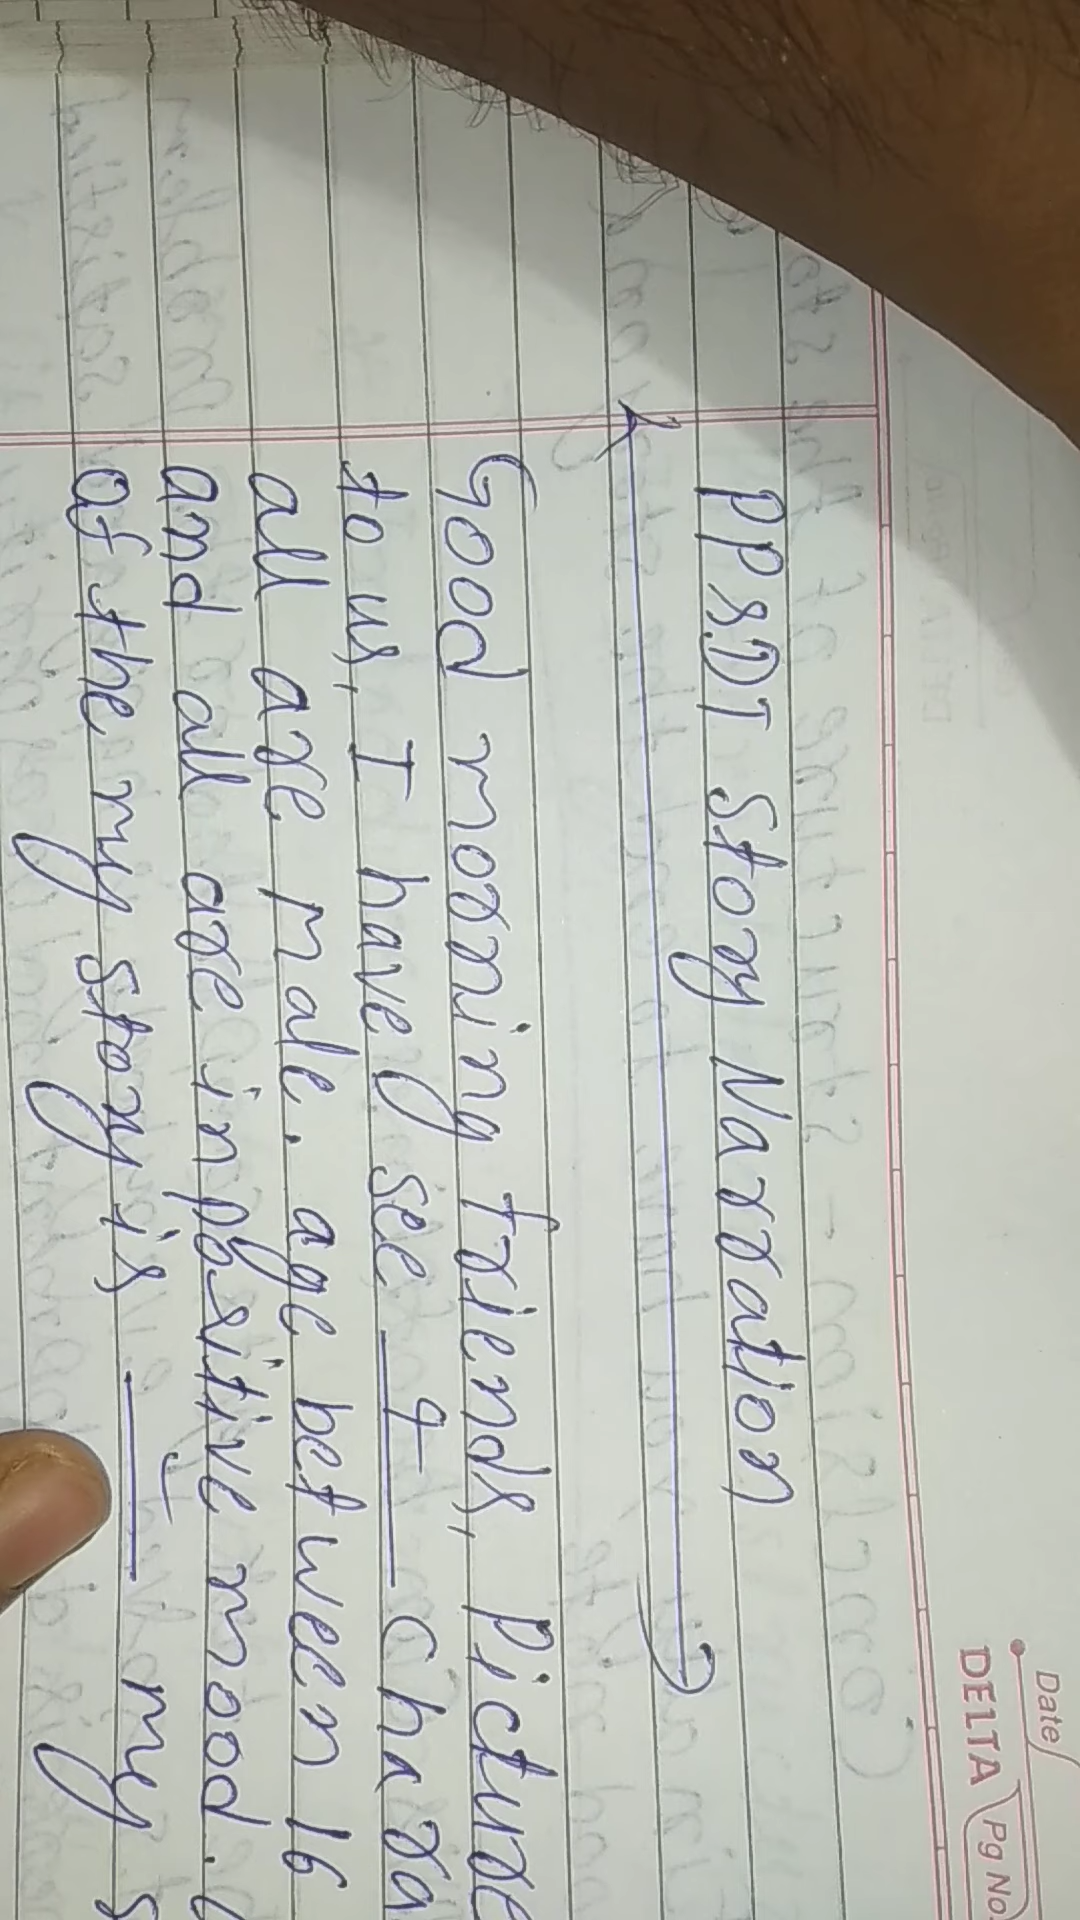 Date
DELTA Pg No.
PPSDT Story Narration
Good morning friends, Picture
to us, I have see 4 Chara
all are male. age between 16
and all are in positive mood.
of the my story is my s